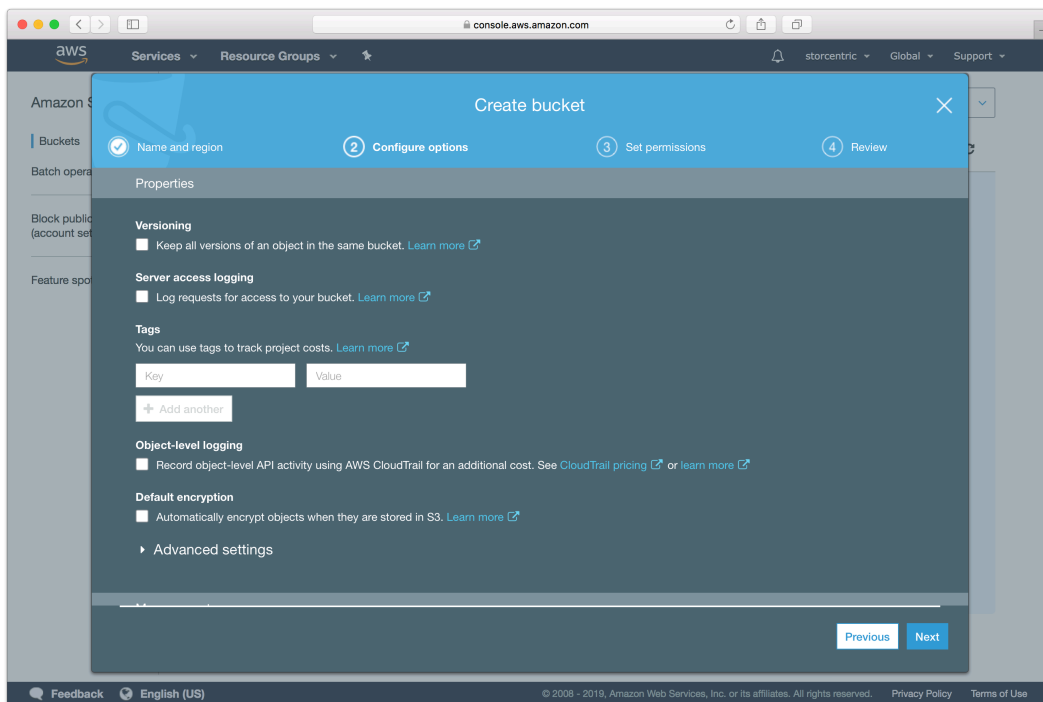 console.aws.amazon.com
aws
Services
Resource Groups
storcentric
Global
Support
Amazon S
Buckets
Batch opera
Block public
(account set
Feature spo
Create bucket
Name and region
2 Configure options
3 Set permissions
4 Review
Properties
Versioning
Keep all versions of an object in the same bucket. Learn more
Server access logging
Log requests for access to your bucket. Learn more
Tags
You can use tags to track project costs. Learn more
Key
Value
+ Add another
Object-level logging
Record object-level API activity using AWS CloudTrail for an additional cost. See CloudTrail pricing or learn more
Default encryption
Automatically encrypt objects when they are stored in S3. Learn more
Advanced settings
Previous
Next
Feedback
English (US)
© 2008 - 2019, Amazon Web Services, Inc. or its affiliates. All rights reserved.
Privacy Policy
Terms of Use